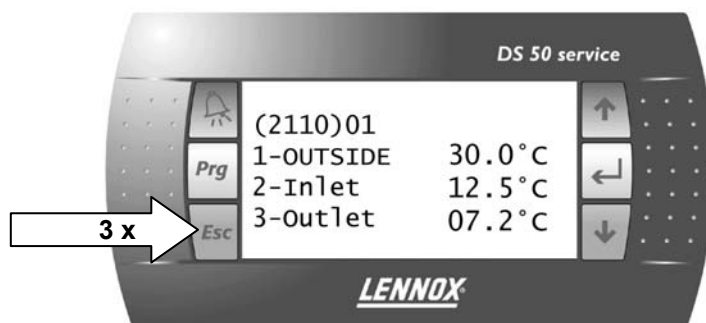 DS 50 service
(2110)01
1-OUTSIDE 30.0°C
Prg
2-Inlet 12.5°C
3-Outlet 07.2°C
3 x
Esc
LENNOX